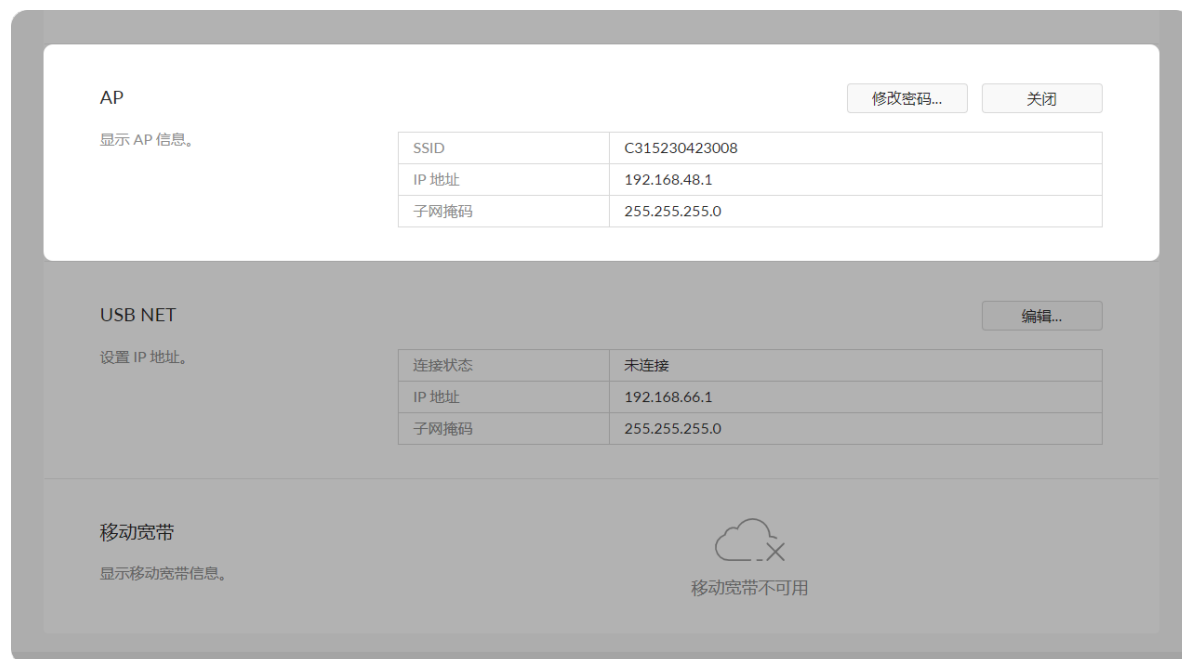 AP
修改密码...
关闭
显示 AP 信息。
SSID C315230423008
IP 地址 192.168.48.1
子网掩码 255.255.255.0
USB NET
编辑...
设置 IP 地址。
连接状态 未连接
IP 地址 192.168.66.1
子网掩码 255.255.255.0
移动宽带
显示移动宽带信息。
移动宽带不可用